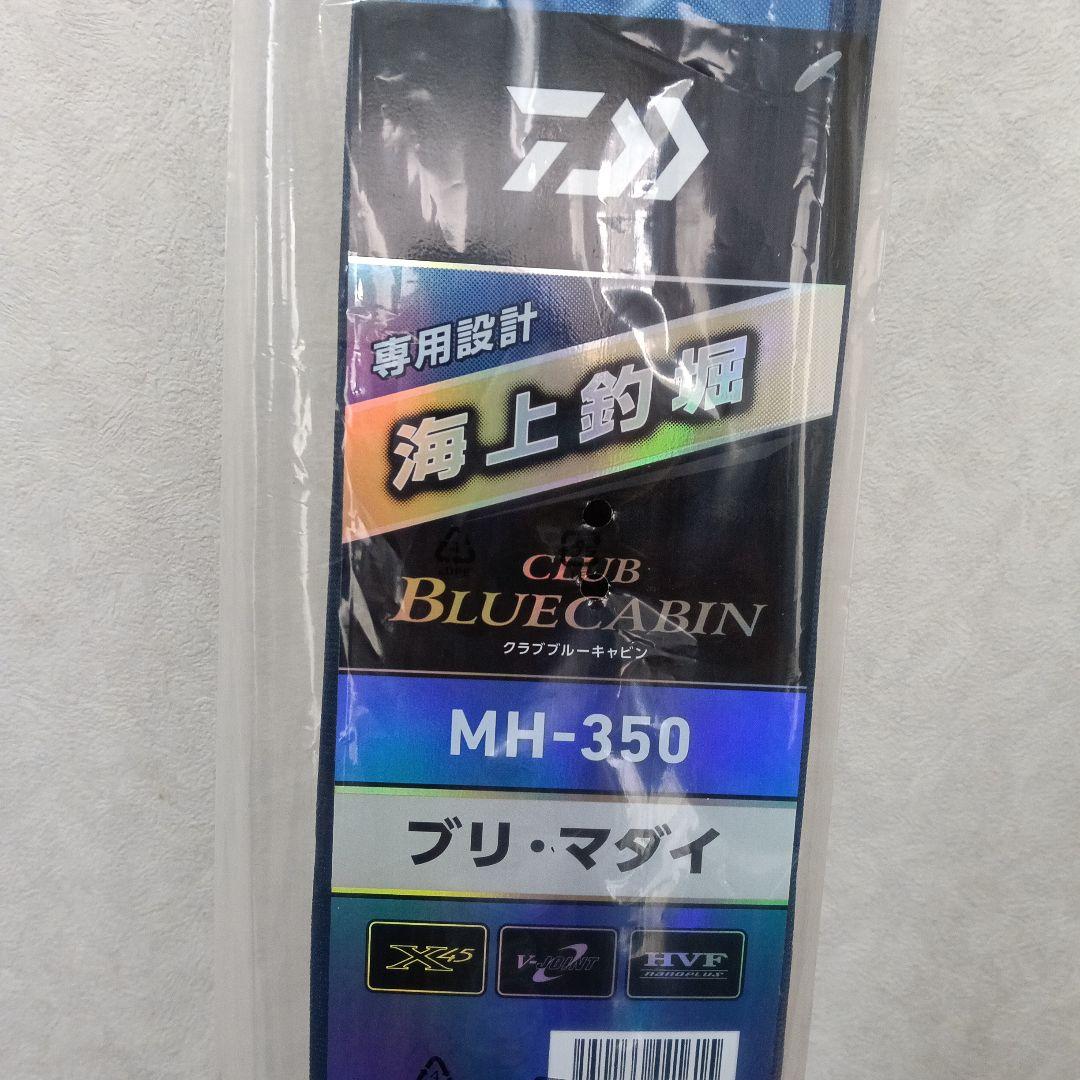 専用設計
海上釣堀
CLUB
BLUECABIN
クラブブルーキャビン
MH-350
ブリ・マダイ
X45 V-JOINT HVF
nanoplus